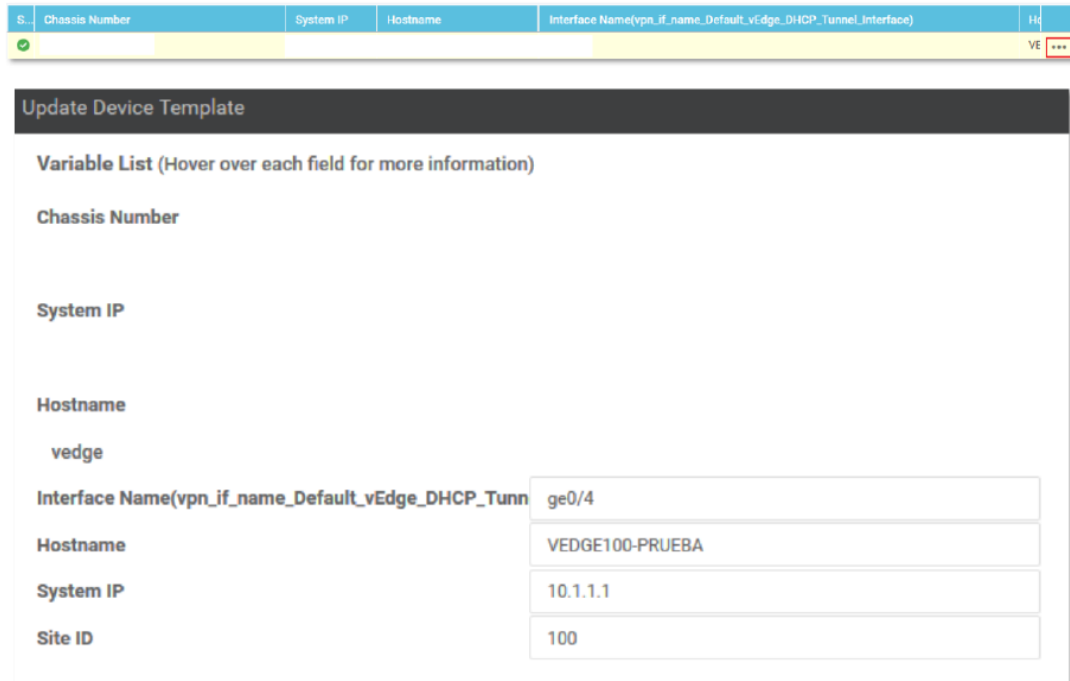 S... Chassis Number System IP Hostname Interface Name(vpn_if_name_Default_vEdge_DHCP_Tunnel_Interface) Ho
VE •••
Update Device Template
Variable List (Hover over each field for more information)
Chassis Number
System IP
Hostname
vedge
Interface Name(vpn_if_name_Default_vEdge_DHCP_Tunn ge0/4
Hostname VEDGE100-PRUEBA
System IP 10.1.1.1
Site ID 100